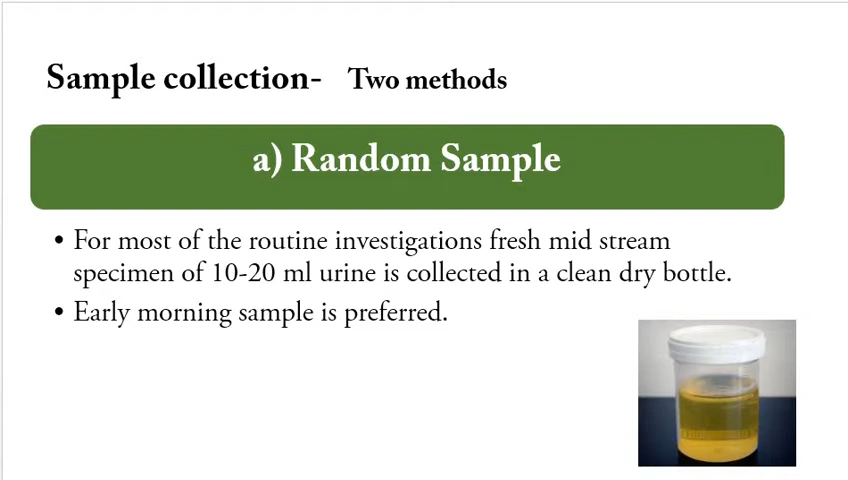 Sample collection- Two methods
a) Random Sample
• For most of the routine investigations fresh mid stream
specimen of 10-20 ml urine is collected in a clean dry bottle.
• Early morning sample is preferred.